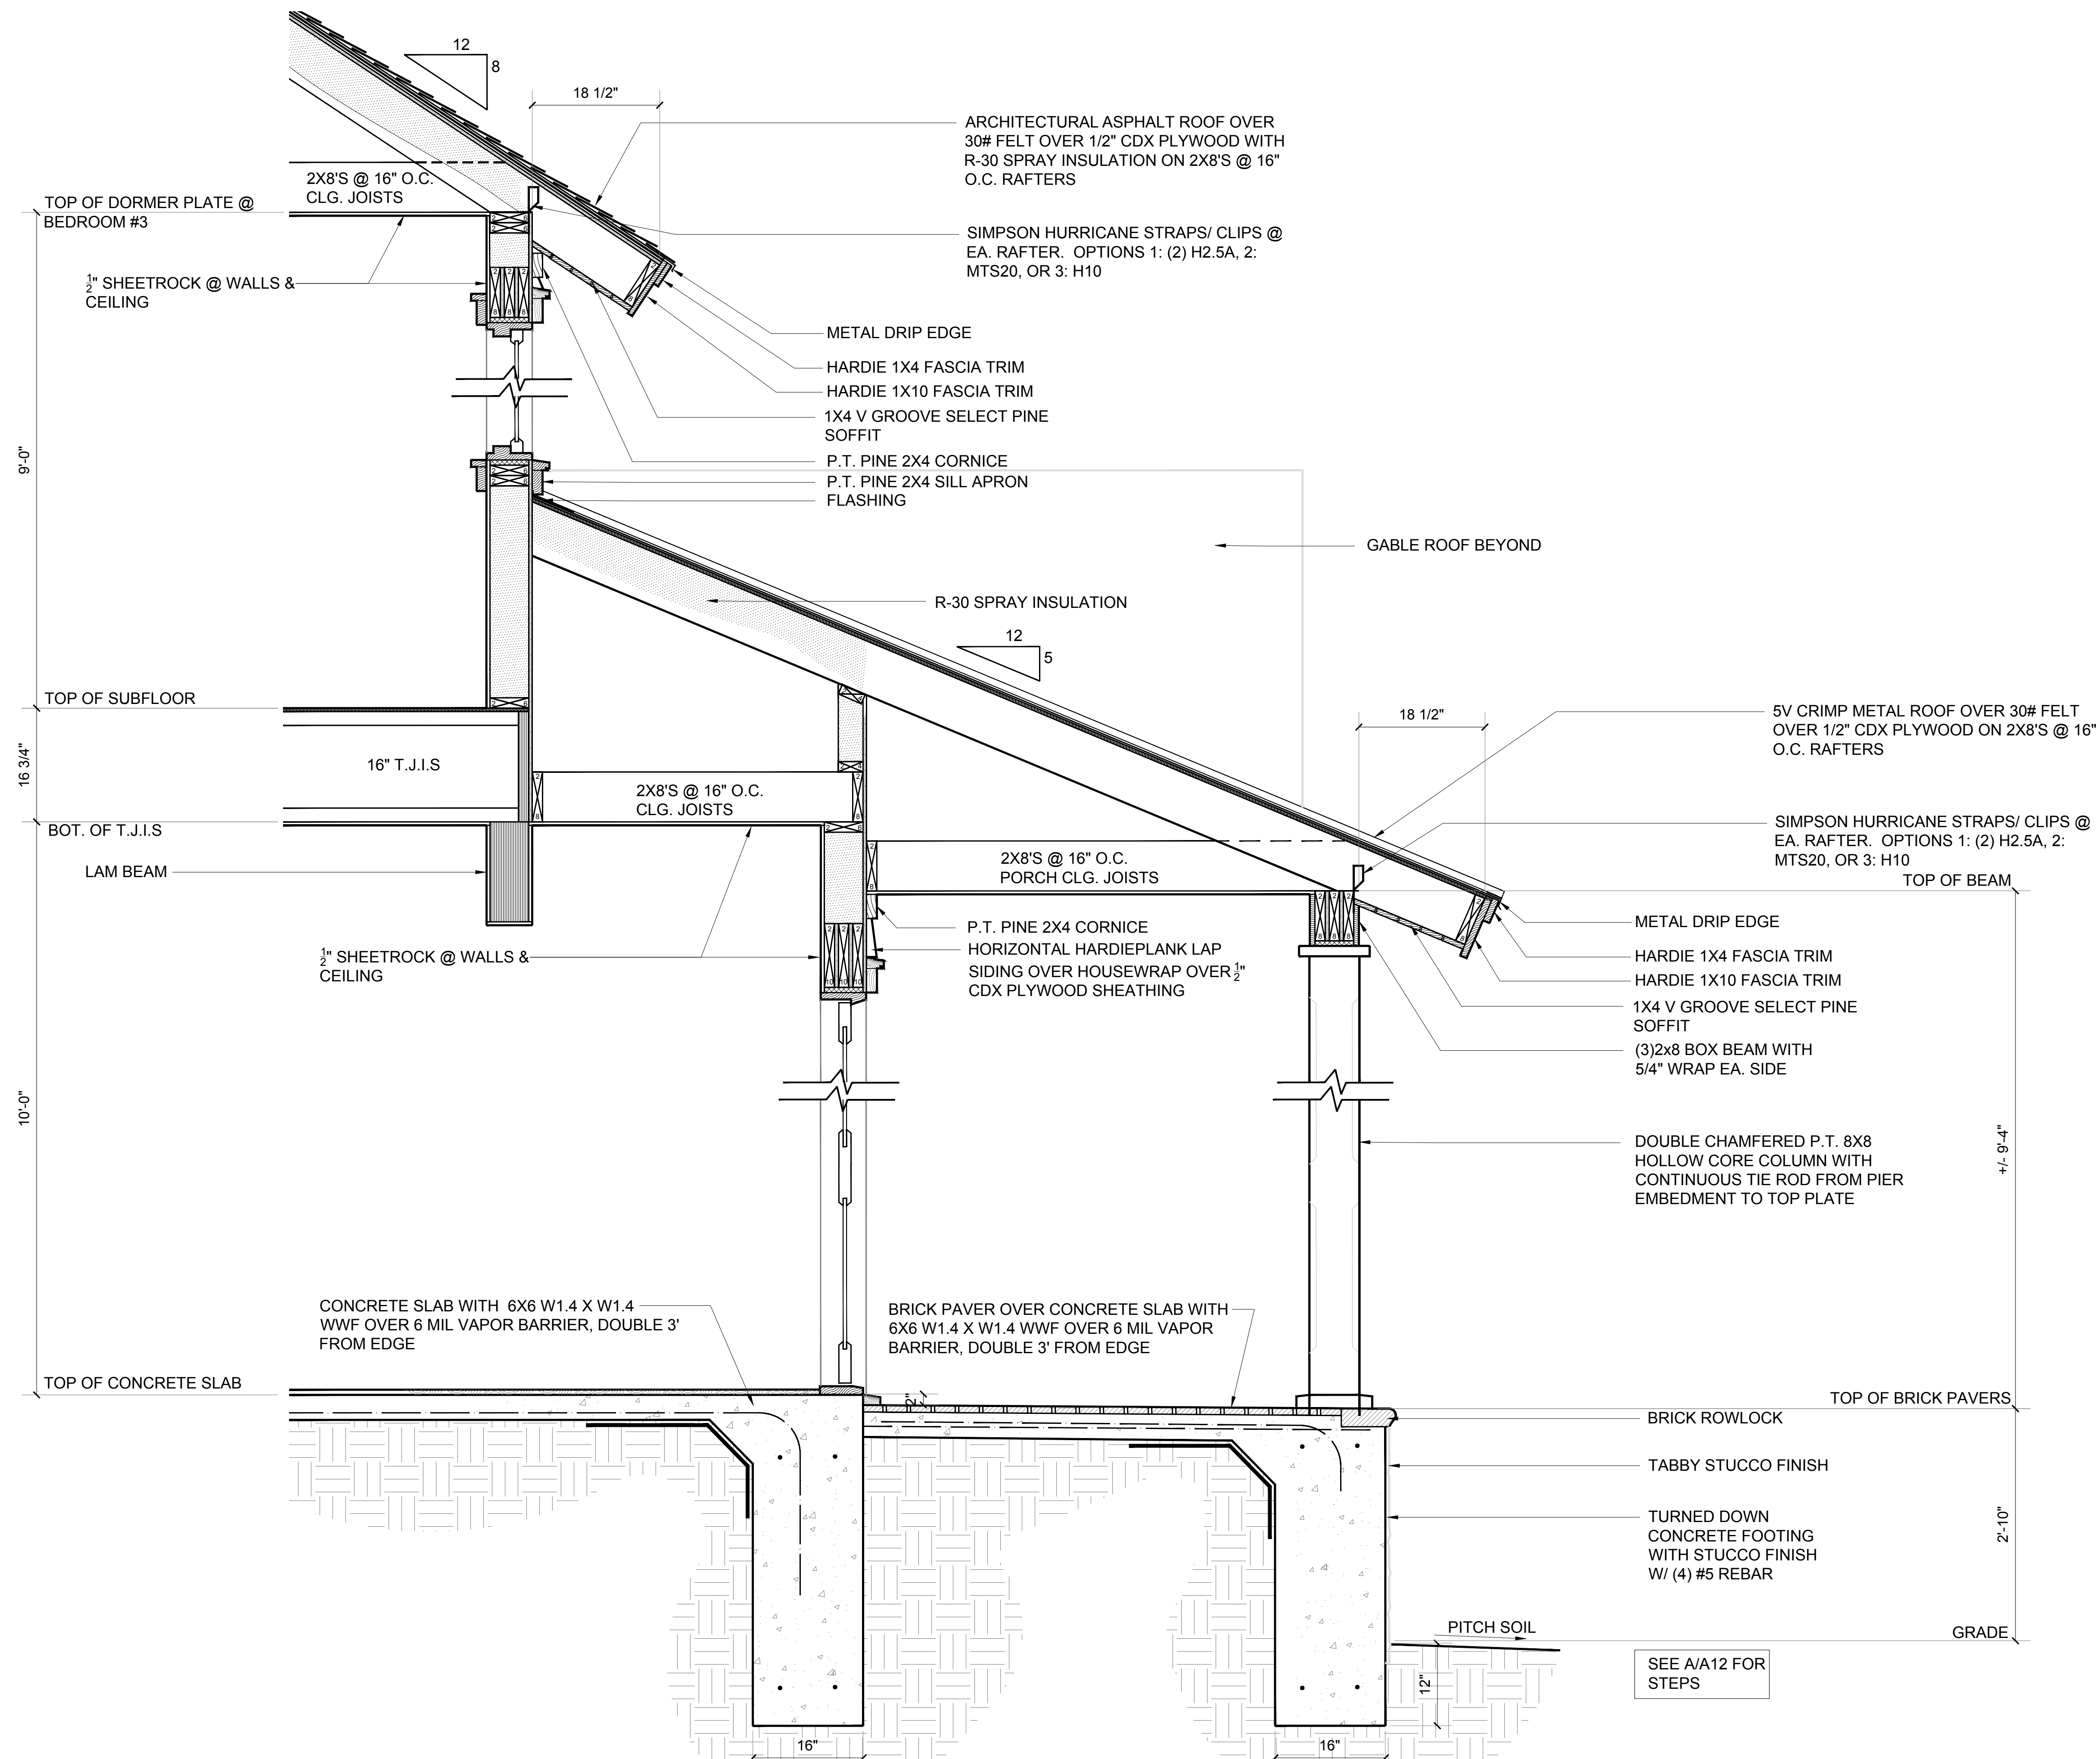 12
8
18 1/2"
ARCHITECTURAL ASPHALT ROOF OVER
30# FELT OVER 1/2" CDX PLYWOOD WITH
R-30 SPRAY INSULATION ON 2X8'S @ 16"
O.C. RAFTERS
2X8'S @ 16" O.C.
CLG. JOISTS
TOP OF DORMER PLATE @
BEDROOM #3
SIMPSON HURRICANE STRAPS/ CLIPS @
EA. RAFTER. OPTIONS 1: (2) H2.5A, 2:
MTS20, OR 3: H10
½" SHEETROCK @ WALLS &
CEILING
METAL DRIP EDGE
HARDIE 1X4 FASCIA TRIM
HARDIE 1X10 FASCIA TRIM
1X4 V GROOVE SELECT PINE
SOFFIT
P.T. PINE 2X4 CORNICE
P.T. PINE 2X4 SILL APRON
FLASHING
9'-0"
GABLE ROOF BEYOND
R-30 SPRAY INSULATION
12
5
TOP OF SUBFLOOR
18 1/2"
5V CRIMP METAL ROOF OVER 30# FELT
OVER 1/2" CDX PLYWOOD ON 2X8'S @ 16"
O.C. RAFTERS
16 3/4"
16" T.J.I.S
2X8'S @ 16" O.C.
CLG. JOISTS
BOT. OF T.J.I.S
SIMPSON HURRICANE STRAPS/ CLIPS @
EA. RAFTER. OPTIONS 1: (2) H2.5A, 2:
MTS20, OR 3: H10
LAM BEAM
2X8'S @ 16" O.C.
PORCH CLG. JOISTS
TOP OF BEAM
METAL DRIP EDGE
P.T. PINE 2X4 CORNICE
HORIZONTAL HARDIEPLANK LAP
SIDING OVER HOUSEWRAP OVER ½"
CDX PLYWOOD SHEATHING
½" SHEETROCK @ WALLS &
CEILING
HARDIE 1X4 FASCIA TRIM
HARDIE 1X10 FASCIA TRIM
1X4 V GROOVE SELECT PINE
SOFFIT
(3)2x8 BOX BEAM WITH
5/4" WRAP EA. SIDE
10'-0"
+/- 9'-4"
DOUBLE CHAMFERED P.T. 8X8
HOLLOW CORE COLUMN WITH
CONTINUOUS TIE ROD FROM PIER
EMBEDMENT TO TOP PLATE
CONCRETE SLAB WITH 6X6 W1.4 X W1.4
WWF OVER 6 MIL VAPOR BARRIER, DOUBLE 3'
FROM EDGE
BRICK PAVER OVER CONCRETE SLAB WITH
6X6 W1.4 X W1.4 WWF OVER 6 MIL VAPOR
BARRIER, DOUBLE 3' FROM EDGE
TOP OF CONCRETE SLAB
2"
TOP OF BRICK PAVERS
BRICK ROWLOCK
TABBY STUCCO FINISH
TURNED DOWN
CONCRETE FOOTING
WITH STUCCO FINISH
W/ (4) #5 REBAR
2'-10"
PITCH SOIL
GRADE
SEE A/A12 FOR
STEPS
12"
16"
16"